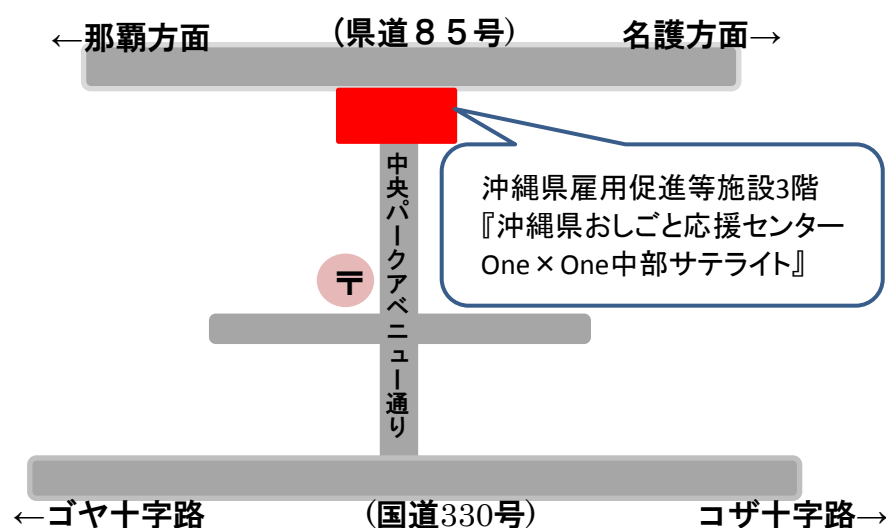 ←那覇方面
(県道85号)
名護方面→
沖縄県雇用促進等施設3階
『沖縄県おしごと応援センター
One×One中部サテライト』
中央パークアベニュー通り
〒
←ゴヤ十字路
(国道330号)
コザ十字路→